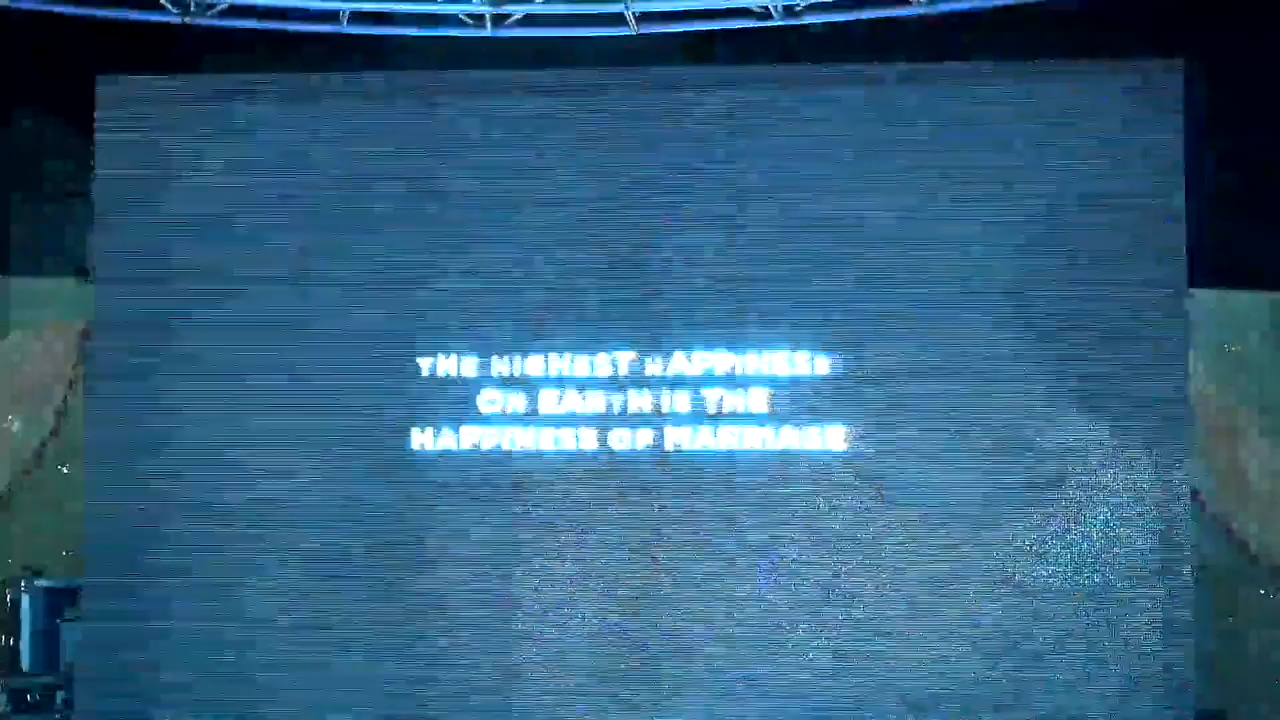 THE HIGHEST HAPPINESS
ON EARTH IS THE
HAPPINESS OF MARRIAGE